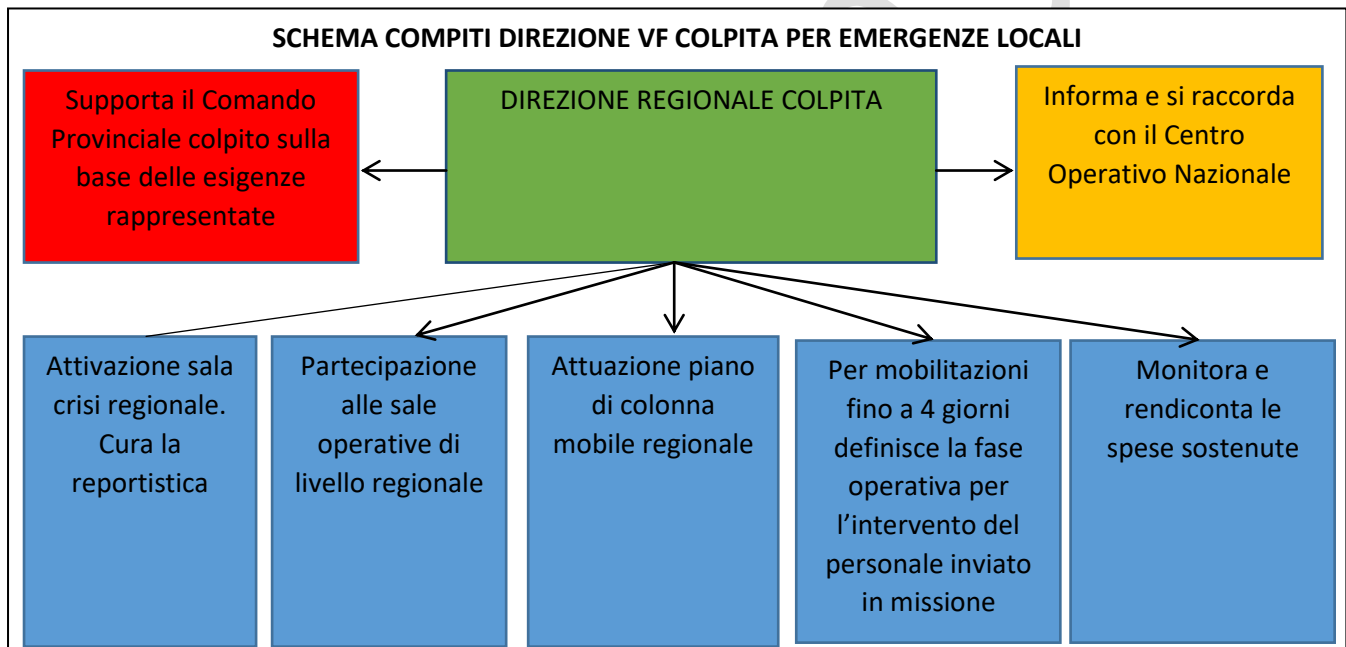 SCHEMA COMPITI DIREZIONE VF COLPITA PER EMERGENZE LOCALI
Supporta il Comando
Provinciale colpito sulla
base delle esigenze
rappresentate
DIREZIONE REGIONALE COLPITA
Informa e si raccorda
con il Centro
Operativo Nazionale
Attivazione sala
crisi regionale.
Cura la
reportistica
Partecipazione
alle sale
operative di
livello regionale
Attuazione piano
di colonna
mobile regionale
Per mobilitazioni
fino a 4 giorni
definisce la fase
operativa per
l’intervento del
personale inviato
in missione
Monitora e
rendiconta le
spese sostenute